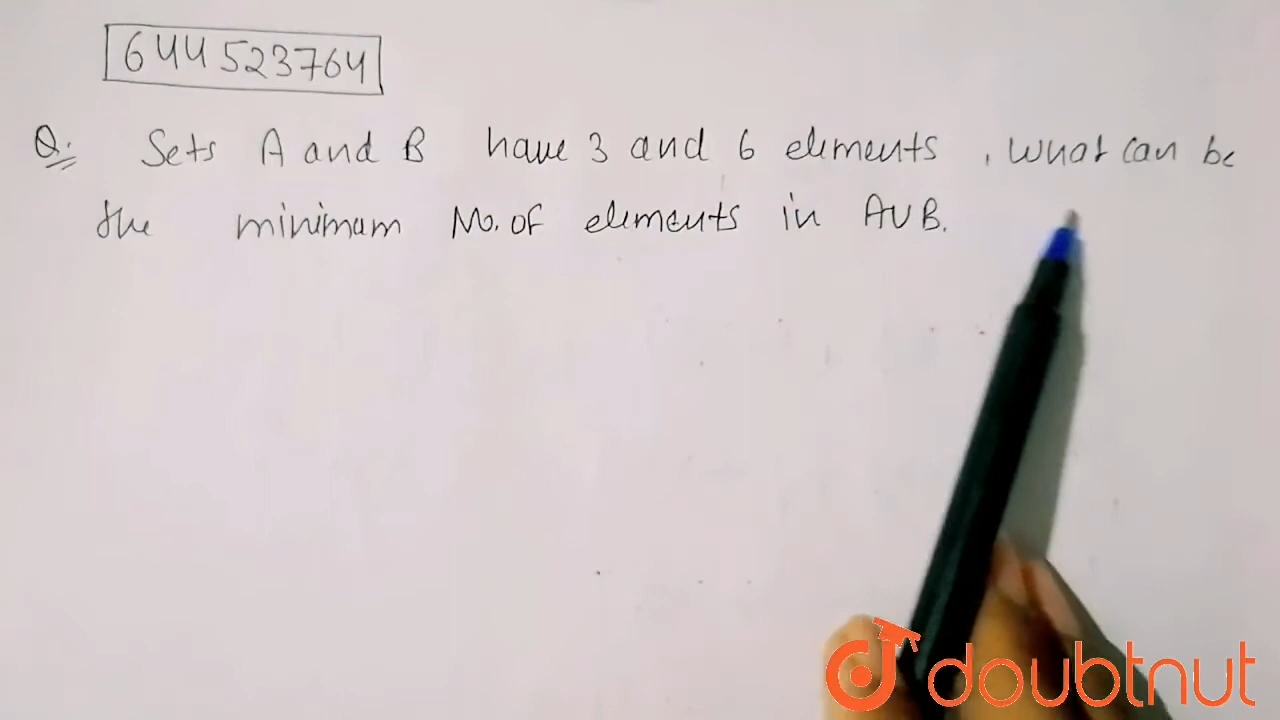 644523764
Q. Sets A and B have 3 and 6 elements, What can be
the minimum No. of elements in A∪B.
doubtnut